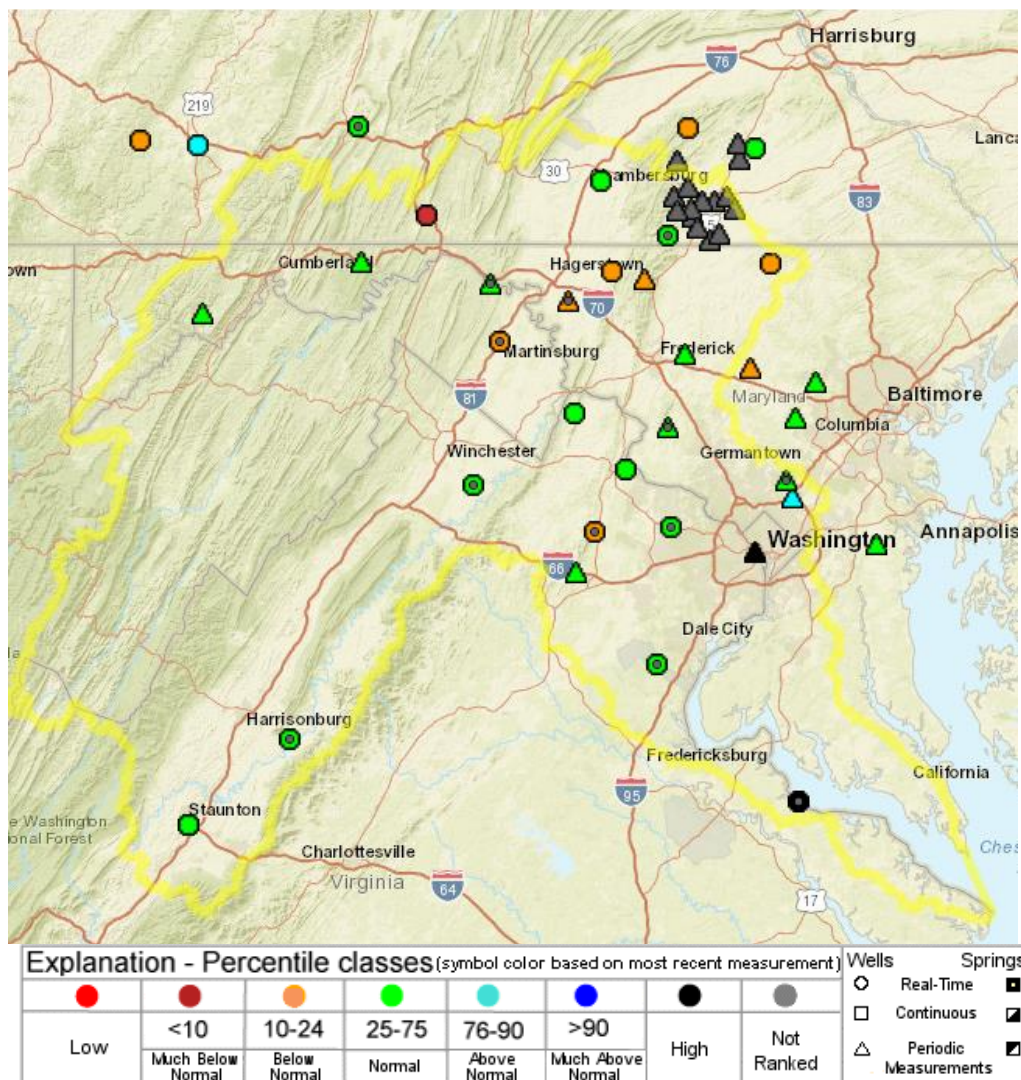 Harrisburg
76
219
Lanca
30
ambersburg
83
5
own
Cumberland
Hagerstown
70
Martinsburg
Frederick
81
Maryland
Baltimore
Columbia
Winchester
Germantown
Washington
Annapolis
66
Dale City
Harrisonburg
Fredericksburg
California
95
Staunton
e Washington
onal Forest
Charlottesville
Ches
Virginia
64
17
Explanation - Percentile classes (symbol color based on most recent measurement)
Low
<10
Much Below
Normal
10-24
Below
Normal
25-75
Normal
76-90
Above
Normal
>90
Much Above
Normal
High
Not
Ranked
Wells Springs
Real-Time
Continuous
Periodic
Measurements